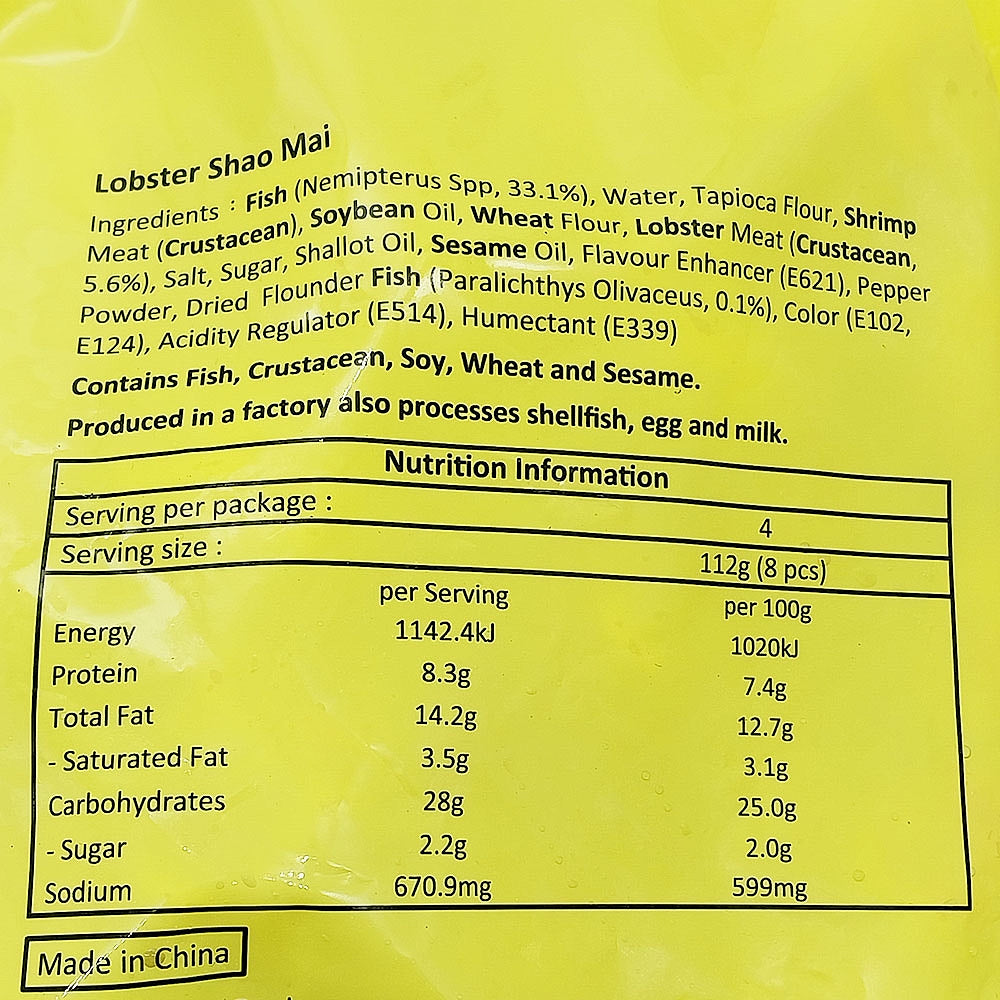 Lobster Shao Mai
Ingredients : Fish (Nemipterus Spp, 33.1%), Water, Tapioca Flour, Shrimp
Meat (Crustacean), Soybean Oil, Wheat Flour, Lobster Meat (Crustacean,
5.6%), Salt, Sugar, Shallot Oil, Sesame Oil, Flavour Enhancer (E621), Pepper
Powder, Dried Flounder Fish (Paralichthys Olivaceus, 0.1%), Color (E102,
E124), Acidity Regulator (E514), Humectant (E339)
Contains Fish, Crustacean, Soy, Wheat and Sesame.
Produced in a factory also processes shellfish, egg and milk.
Nutrition Information
Serving per package : 4
Serving size : 112g (8 pcs)
per Serving per 100g
Energy 1142.4kJ 1020kJ
Protein 8.3g 7.4g
Total Fat 14.2g 12.7g
- Saturated Fat 3.5g 3.1g
Carbohydrates 28g 25.0g
- Sugar 2.2g 2.0g
Sodium 670.9mg 599mg
Made in China